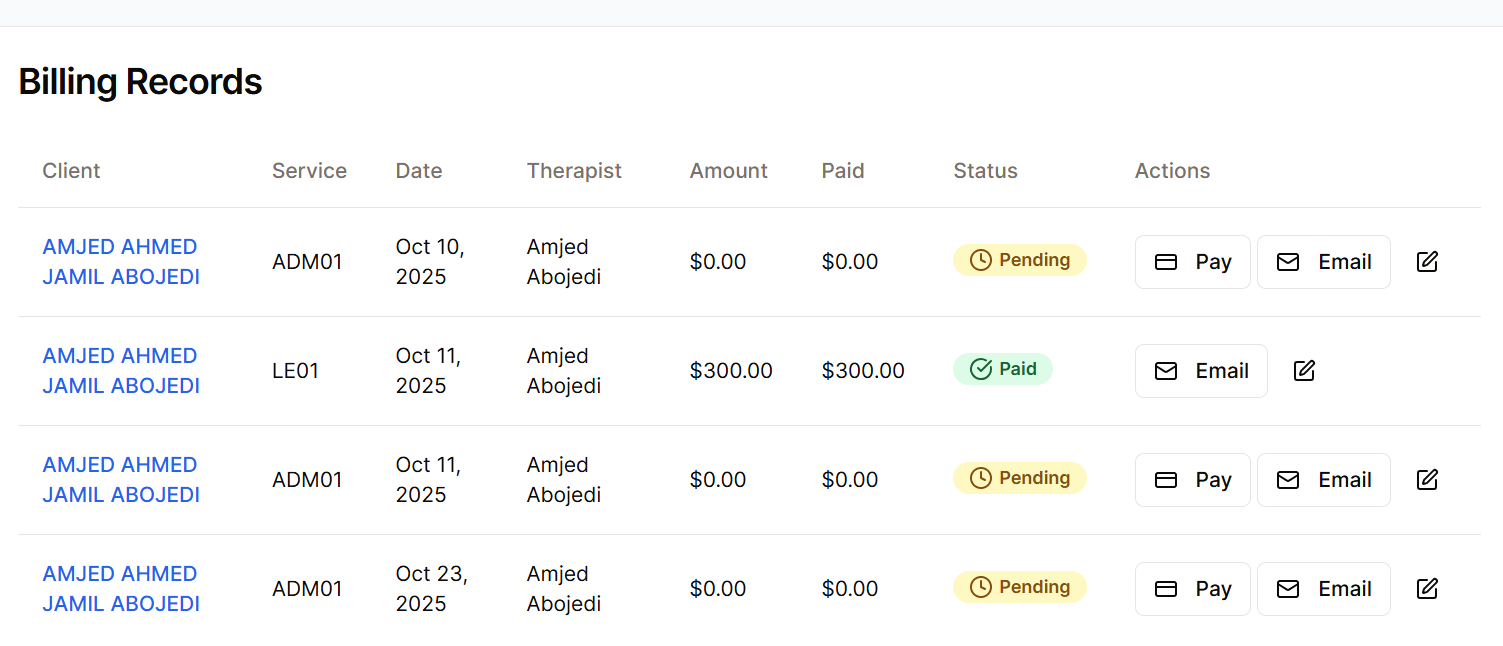 Billing Records
Client Service Date Therapist Amount Paid Status Actions
AMJED AHMED JAMIL ABOJEDI ADM01 Oct 10, 2025 Amjed Abojedi $0.00 $0.00 Pending Pay Email
AMJED AHMED JAMIL ABOJEDI LE01 Oct 11, 2025 Amjed Abojedi $300.00 $300.00 Paid Email
AMJED AHMED JAMIL ABOJEDI ADM01 Oct 11, 2025 Amjed Abojedi $0.00 $0.00 Pending Pay Email
AMJED AHMED JAMIL ABOJEDI ADM01 Oct 23, 2025 Amjed Abojedi $0.00 $0.00 Pending Pay Email